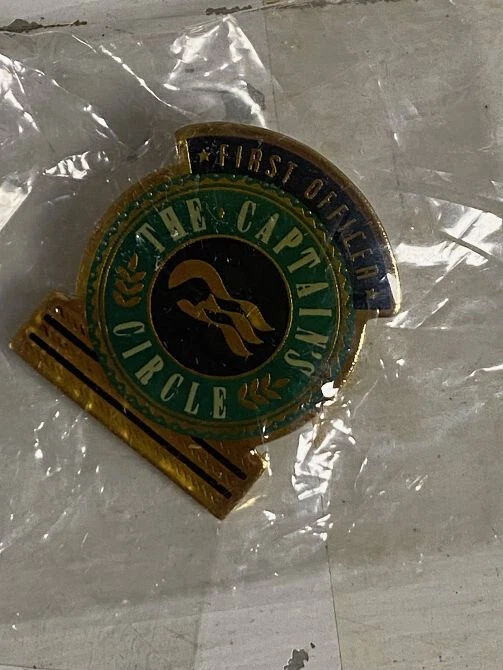 ★FIRST OFFICER★
THE CAPTAIN'S
CIRCLE